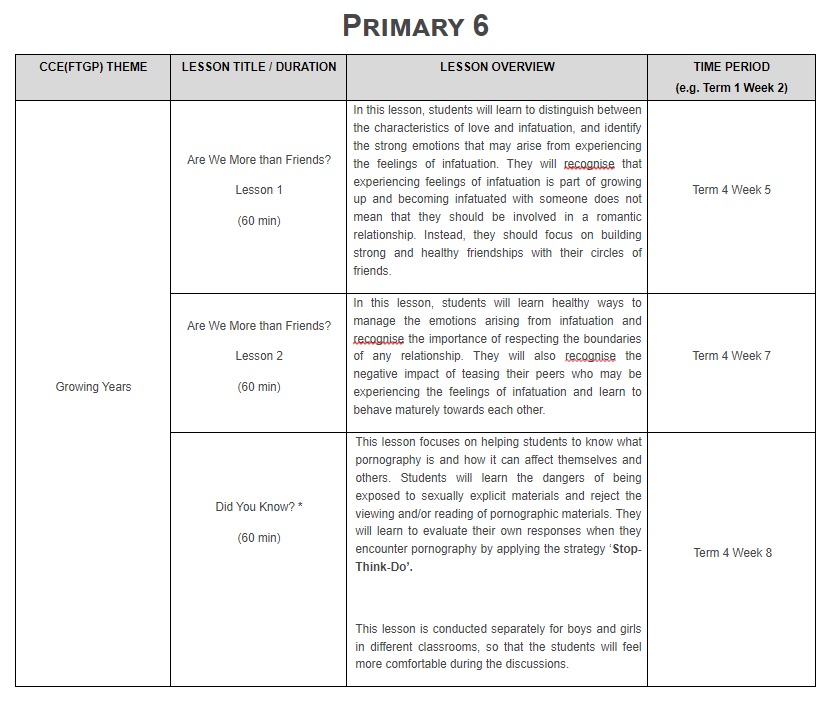 PRIMARY 6
CCE(FTGP) THEME
LESSON TITLE / DURATION
LESSON OVERVIEW
TIME PERIOD
(e.g. Term 1 Week 2)
Growing Years
Are We More than Friends?
Lesson 1
(60 min)
In this lesson, students will learn to distinguish between
the characteristics of love and infatuation, and identify
the strong emotions that may arise from experiencing
the feelings of infatuation. They will recognise that
experiencing feelings of infatuation is part of growing
up and becoming infatuated with someone does not
mean that they should be involved in a romantic
relationship. Instead, they should focus on building
strong and healthy friendships with their circles of
friends.
Term 4 Week 5
Are We More than Friends?
Lesson 2
(60 min)
In this lesson, students will learn healthy ways to
manage the emotions arising from infatuation and
recognise the importance of respecting the boundaries
of any relationship. They will also recognise the
negative impact of teasing their peers who may be
experiencing the feelings of infatuation and learn to
behave maturely towards each other.
Term 4 Week 7
Did You Know? *
(60 min)
This lesson focuses on helping students to know what
pornography is and how it can affect themselves and
others. Students will learn the dangers of being
exposed to sexually explicit materials and reject the
viewing and/or reading of pornographic materials. They
will learn to evaluate their own responses when they
encounter pornography by applying the strategy ‘Stop-
Think-Do’.
This lesson is conducted separately for boys and girls
in different classrooms, so that the students will feel
more comfortable during the discussions.
Term 4 Week 8